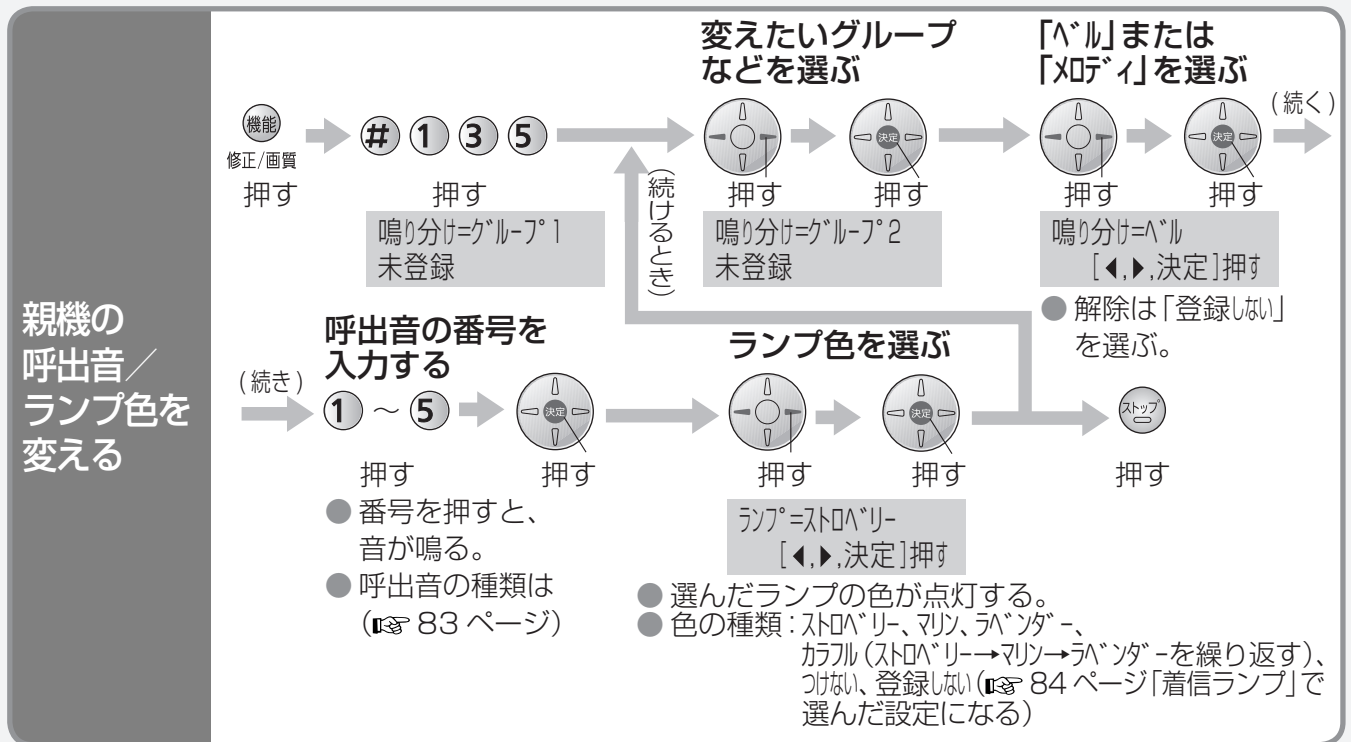 親機の
呼出音／
ランプ色を
変える
機能
修正/画質
押す
# 1 3 5
押す
鳴り分け=ｸﾞﾙｰﾌﾟ1
未登録
(続けるとき)
変えたいグループ
などを選ぶ
決定
押す
押す
鳴り分け=ｸﾞﾙｰﾌﾟ2
未登録
「ﾍﾞﾙ」または
「ﾒﾛﾃﾞｨ」を選ぶ
決定
(続く)
押す
押す
鳴り分け=ﾍﾞﾙ
[◀,▶,決定]押す
● 解除は「登録しない」
を選ぶ。
(続き)
呼出音の番号を
入力する
1 ～ 5
決定
押す
押す
● 番号を押すと、
音が鳴る。
● 呼出音の種類は
(☞ 83 ページ)
ランプ色を選ぶ
決定
押す
押す
ﾗﾝﾌﾟ=ｽﾄﾛﾍﾞﾘｰ
[◀,▶,決定]押す
● 選んだランプの色が点灯する。
● 色の種類：ｽﾄﾛﾍﾞﾘｰ、ﾏﾘﾝ、ﾗﾍﾞﾝﾀﾞｰ、
ｶﾗﾌﾙ(ｽﾄﾛﾍﾞﾘｰ→ﾏﾘﾝ→ﾗﾍﾞﾝﾀﾞｰを繰り返す)、
つけない、登録しない(☞ 84 ページ「着信ランプ」で
選んだ設定になる)
ストップ
押す